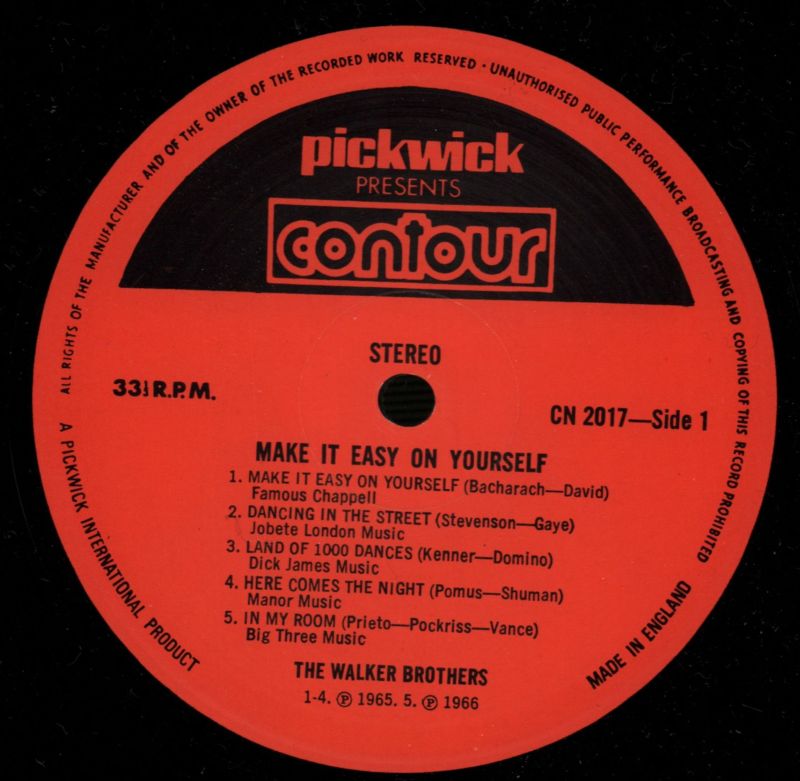 ALL RIGHTS OF THE MANUFACTURER AND OF THE OWNER OF THE RECORDED WORK RESERVED · UNAUTHORISED PUBLIC PERFORMANCE BROADCASTING AND COPYING OF THIS RECORD PROHIBITED
pickwick
PRESENTS
contour
STEREO
33⅓ R.P.M.
CN 2017—Side 1
MAKE IT EASY ON YOURSELF
1. MAKE IT EASY ON YOURSELF (Bacharach—David)
Famous Chappell
2. DANCING IN THE STREET (Stevenson—Gaye)
Jobete London Music
3. LAND OF 1000 DANCES (Kenner—Domino)
Dick James Music
4. HERE COMES THE NIGHT (Pomus—Shuman)
Manor Music
5. IN MY ROOM (Prieto—Pockriss—Vance)
Big Three Music
THE WALKER BROTHERS
1-4. ℗ 1965. 5. ℗ 1966
A PICKWICK INTERNATIONAL PRODUCT
MADE IN ENGLAND